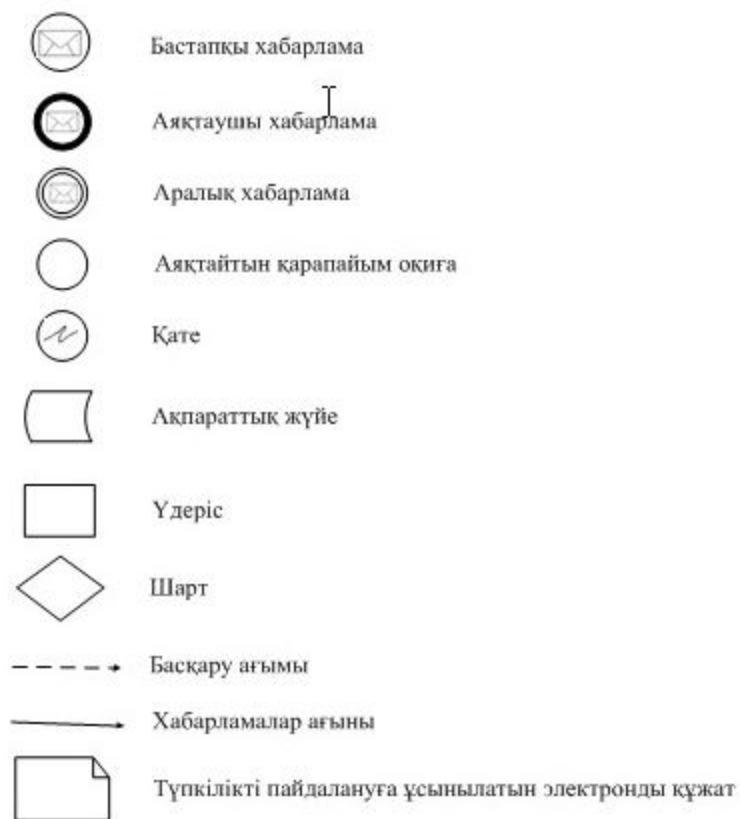 Бастапқы хабарлама
Аяқтаушы хабарлама
Аралық хабарлама
Аяқтайтын қарапайым оқиға
Қате
Ақпараттық жүйе
Үдеріс
Шарт
Басқару ағымы
Хабарламалар ағыны
Түпкілікті пайдалануға ұсынылатын электронды құжат